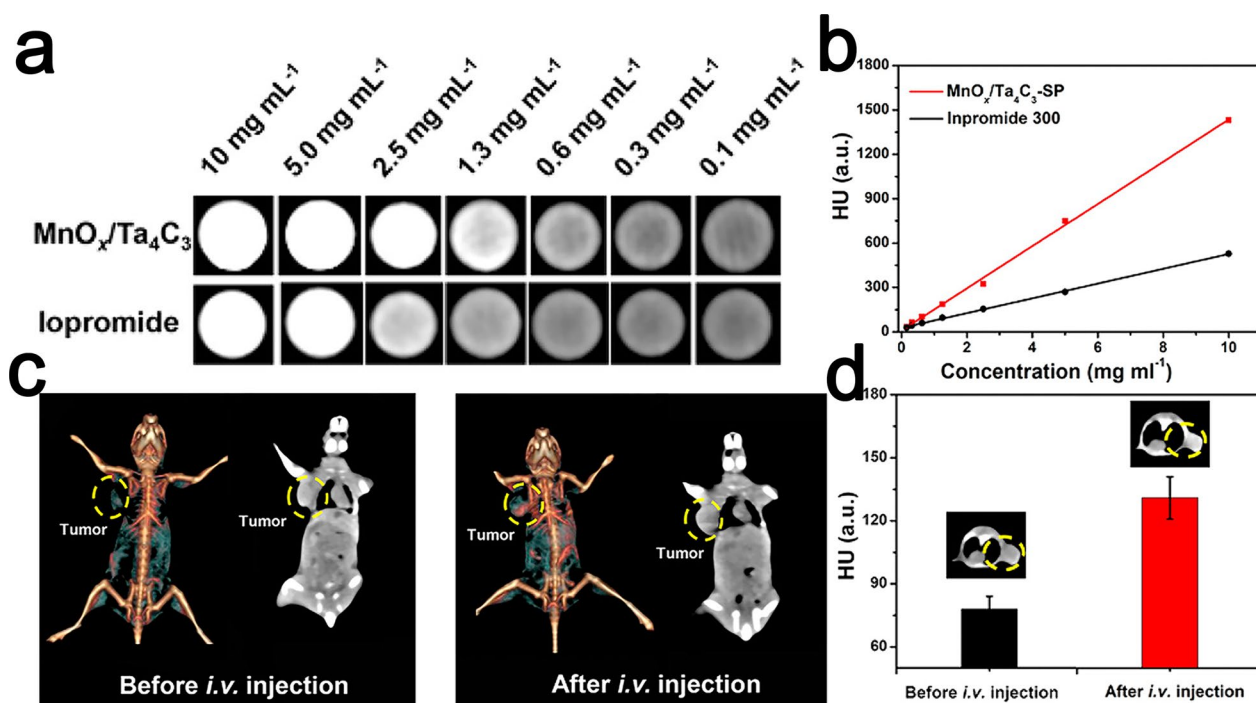 a
10 mg mL⁻¹
5.0 mg mL⁻¹
2.5 mg mL⁻¹
1.3 mg mL⁻¹
0.6 mg mL⁻¹
0.3 mg mL⁻¹
0.1 mg mL⁻¹
MnOₓ/Ta₄C₃
Iopromide
b
1800
1500
1200
900
600
300
0
HU (a.u.)
MnOₓ/Ta₄C₃-SP
Inpromide 300
0 2 4 6 8 10
Concentration (mg ml⁻¹)
c
Tumor
Tumor
Before i.v. injection
Tumor
Tumor
After i.v. injection
d
180
150
120
90
60
HU (a.u.)
Before i.v. injection
After i.v. injection